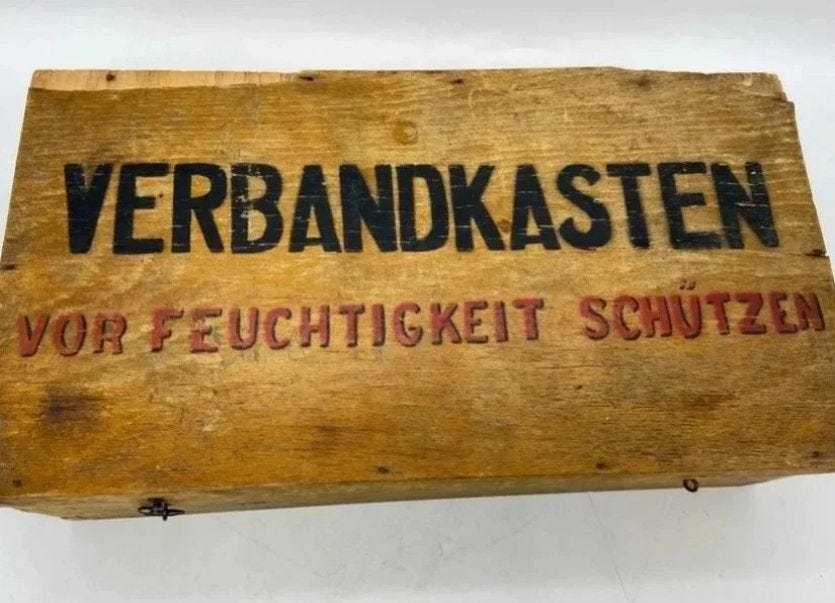 VERBANDKASTEN
VOR FEUCHTIGKEIT SCHÜTZEN